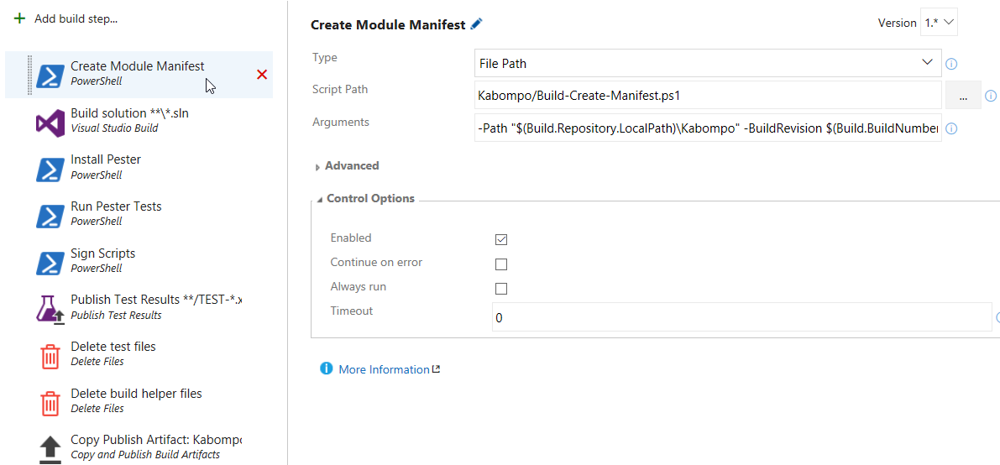 Add build step...
Create Module Manifest
PowerShell
Build solution **\*.sln
Visual Studio Build
Install Pester
PowerShell
Run Pester Tests
PowerShell
Sign Scripts
PowerShell
Publish Test Results **/TEST-*.x
Publish Test Results
Delete test files
Delete Files
Delete build helper files
Delete Files
Copy Publish Artifact: Kabompo
Copy and Publish Build Artifacts
Create Module Manifest
Version 1.*
Type
File Path
Script Path
Kabompo/Build-Create-Manifest.ps1
...
Arguments
-Path "$(Build.Repository.LocalPath)\Kabompo" -BuildRevision $(Build.BuildNumber
Advanced
Control Options
Enabled
Continue on error
Always run
Timeout
0
More Information